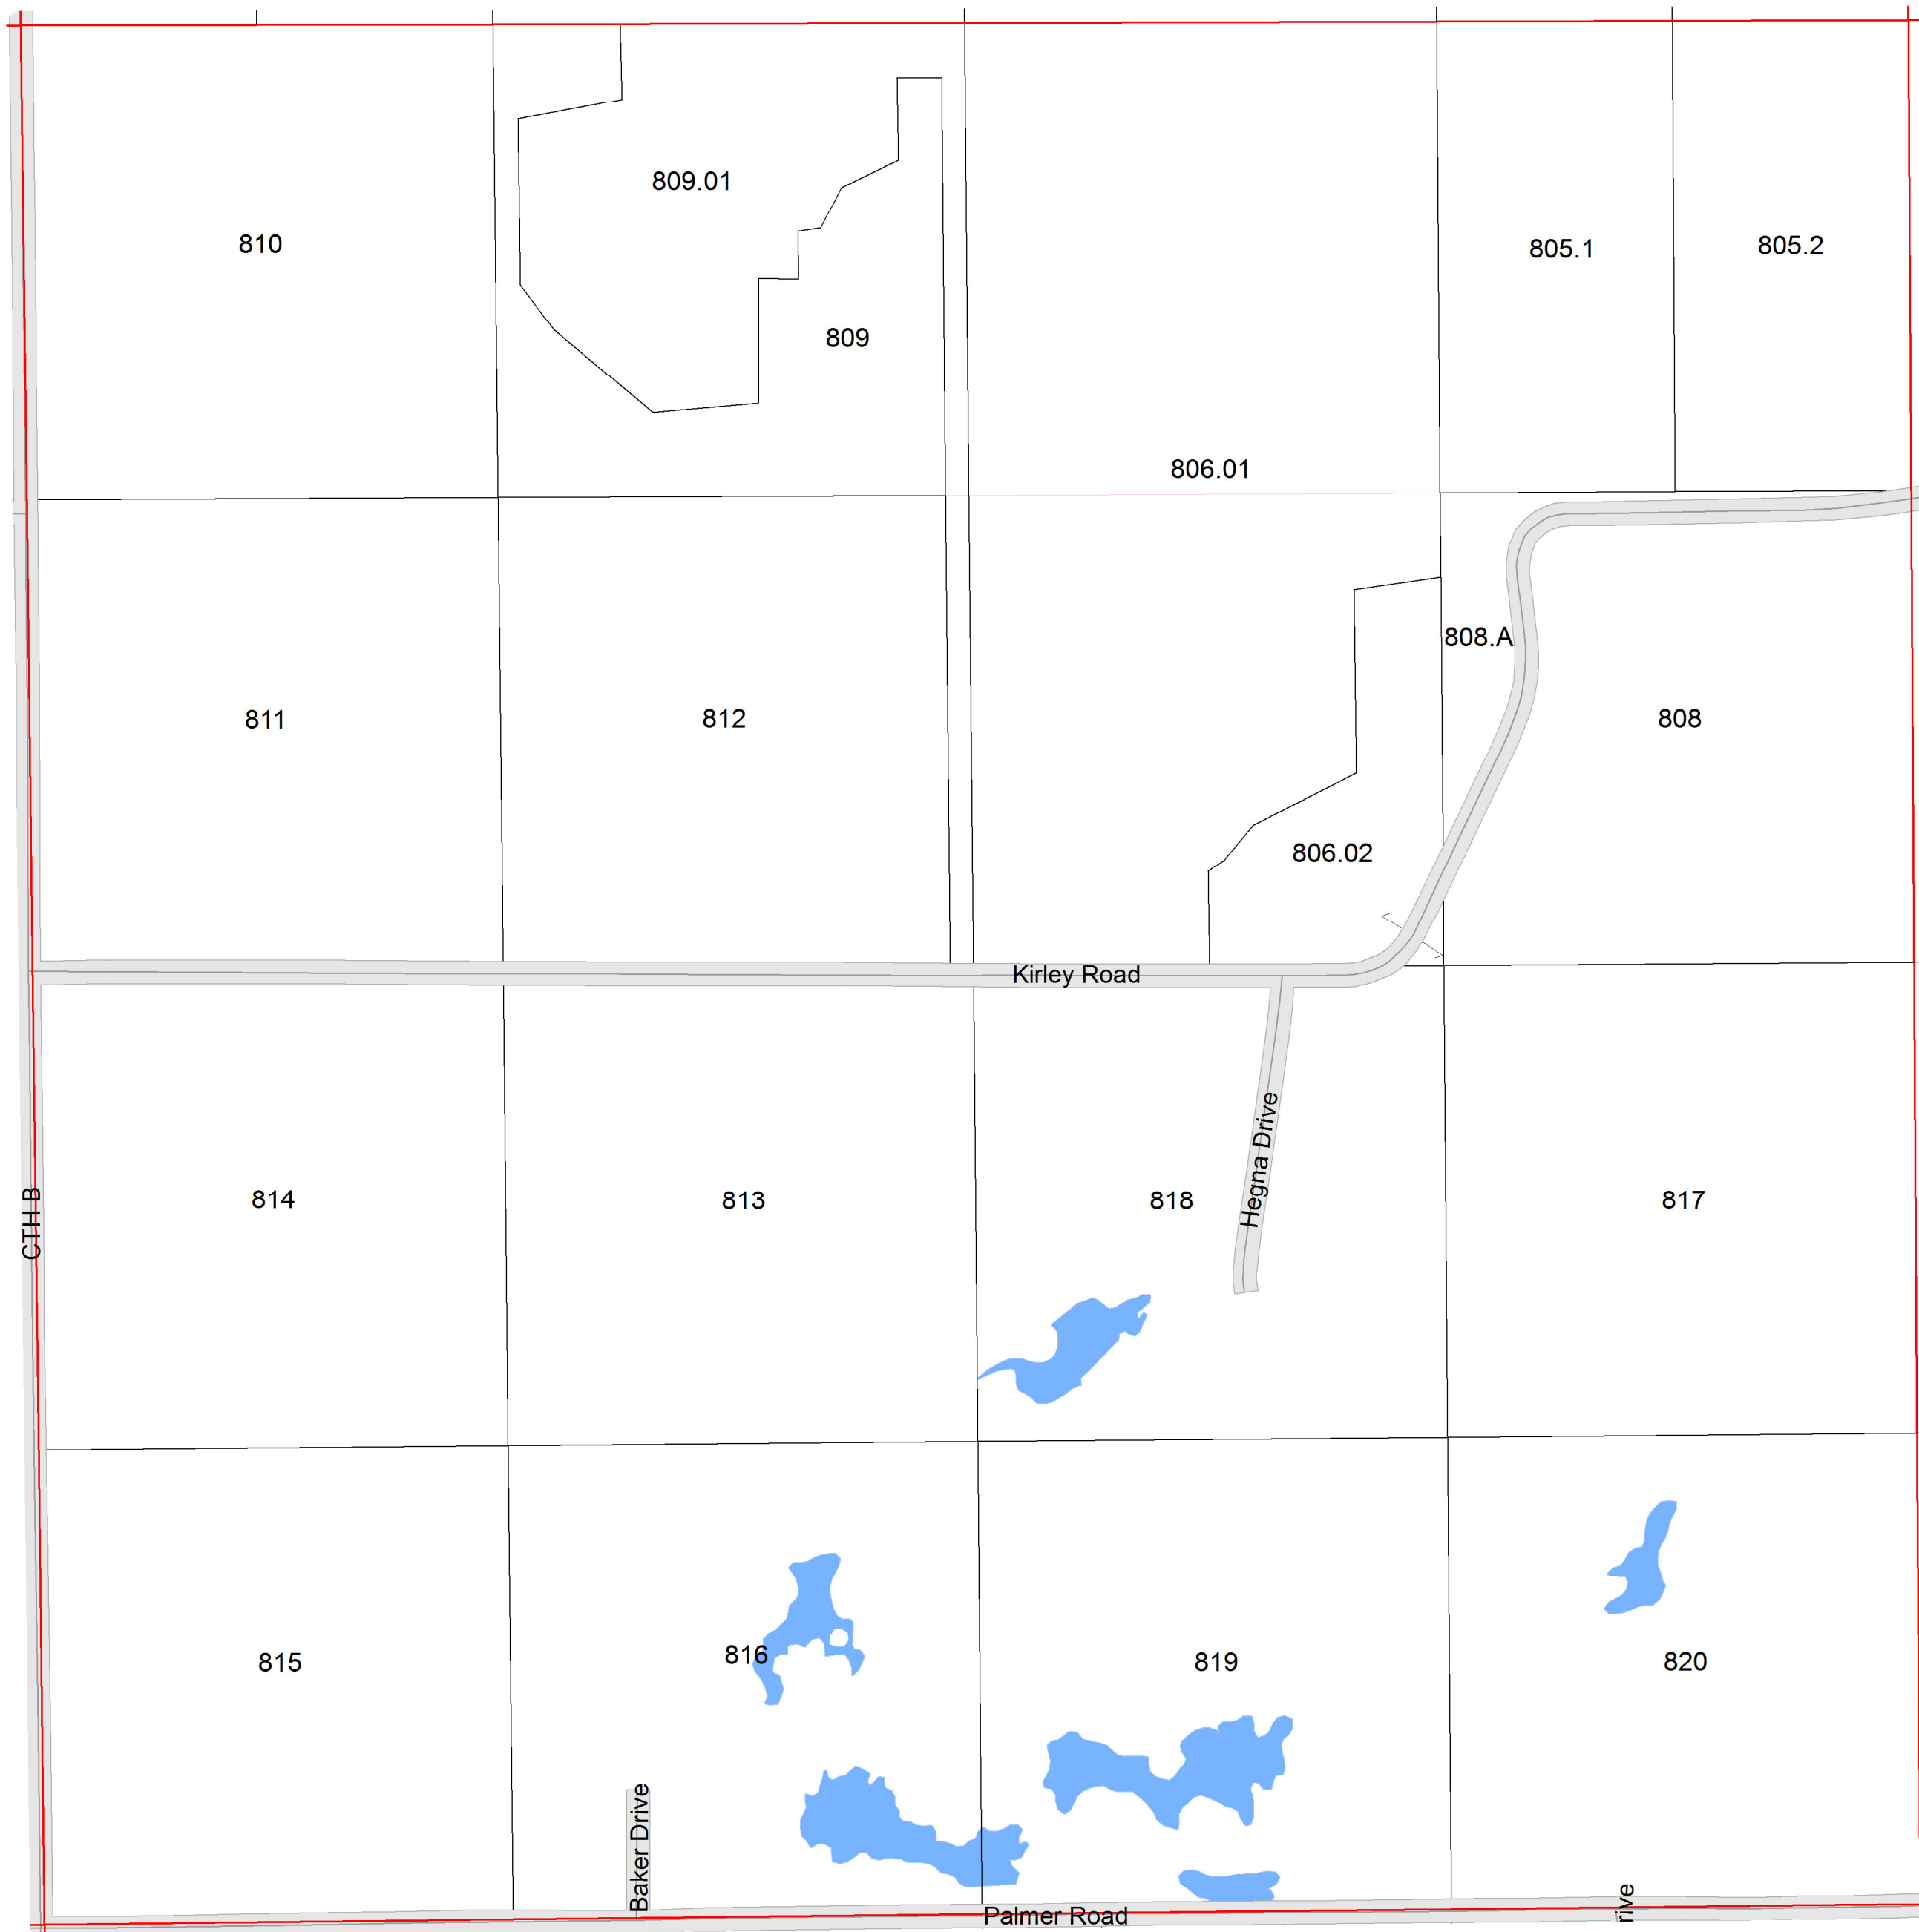 809.01
810
805.1
805.2
809
806.01
808.A
811
812
808
806.02
Kirley Road
Hegna Drive
CTH B
814
813
818
817
815
816
819
820
Baker Drive
Palmer Road
rive